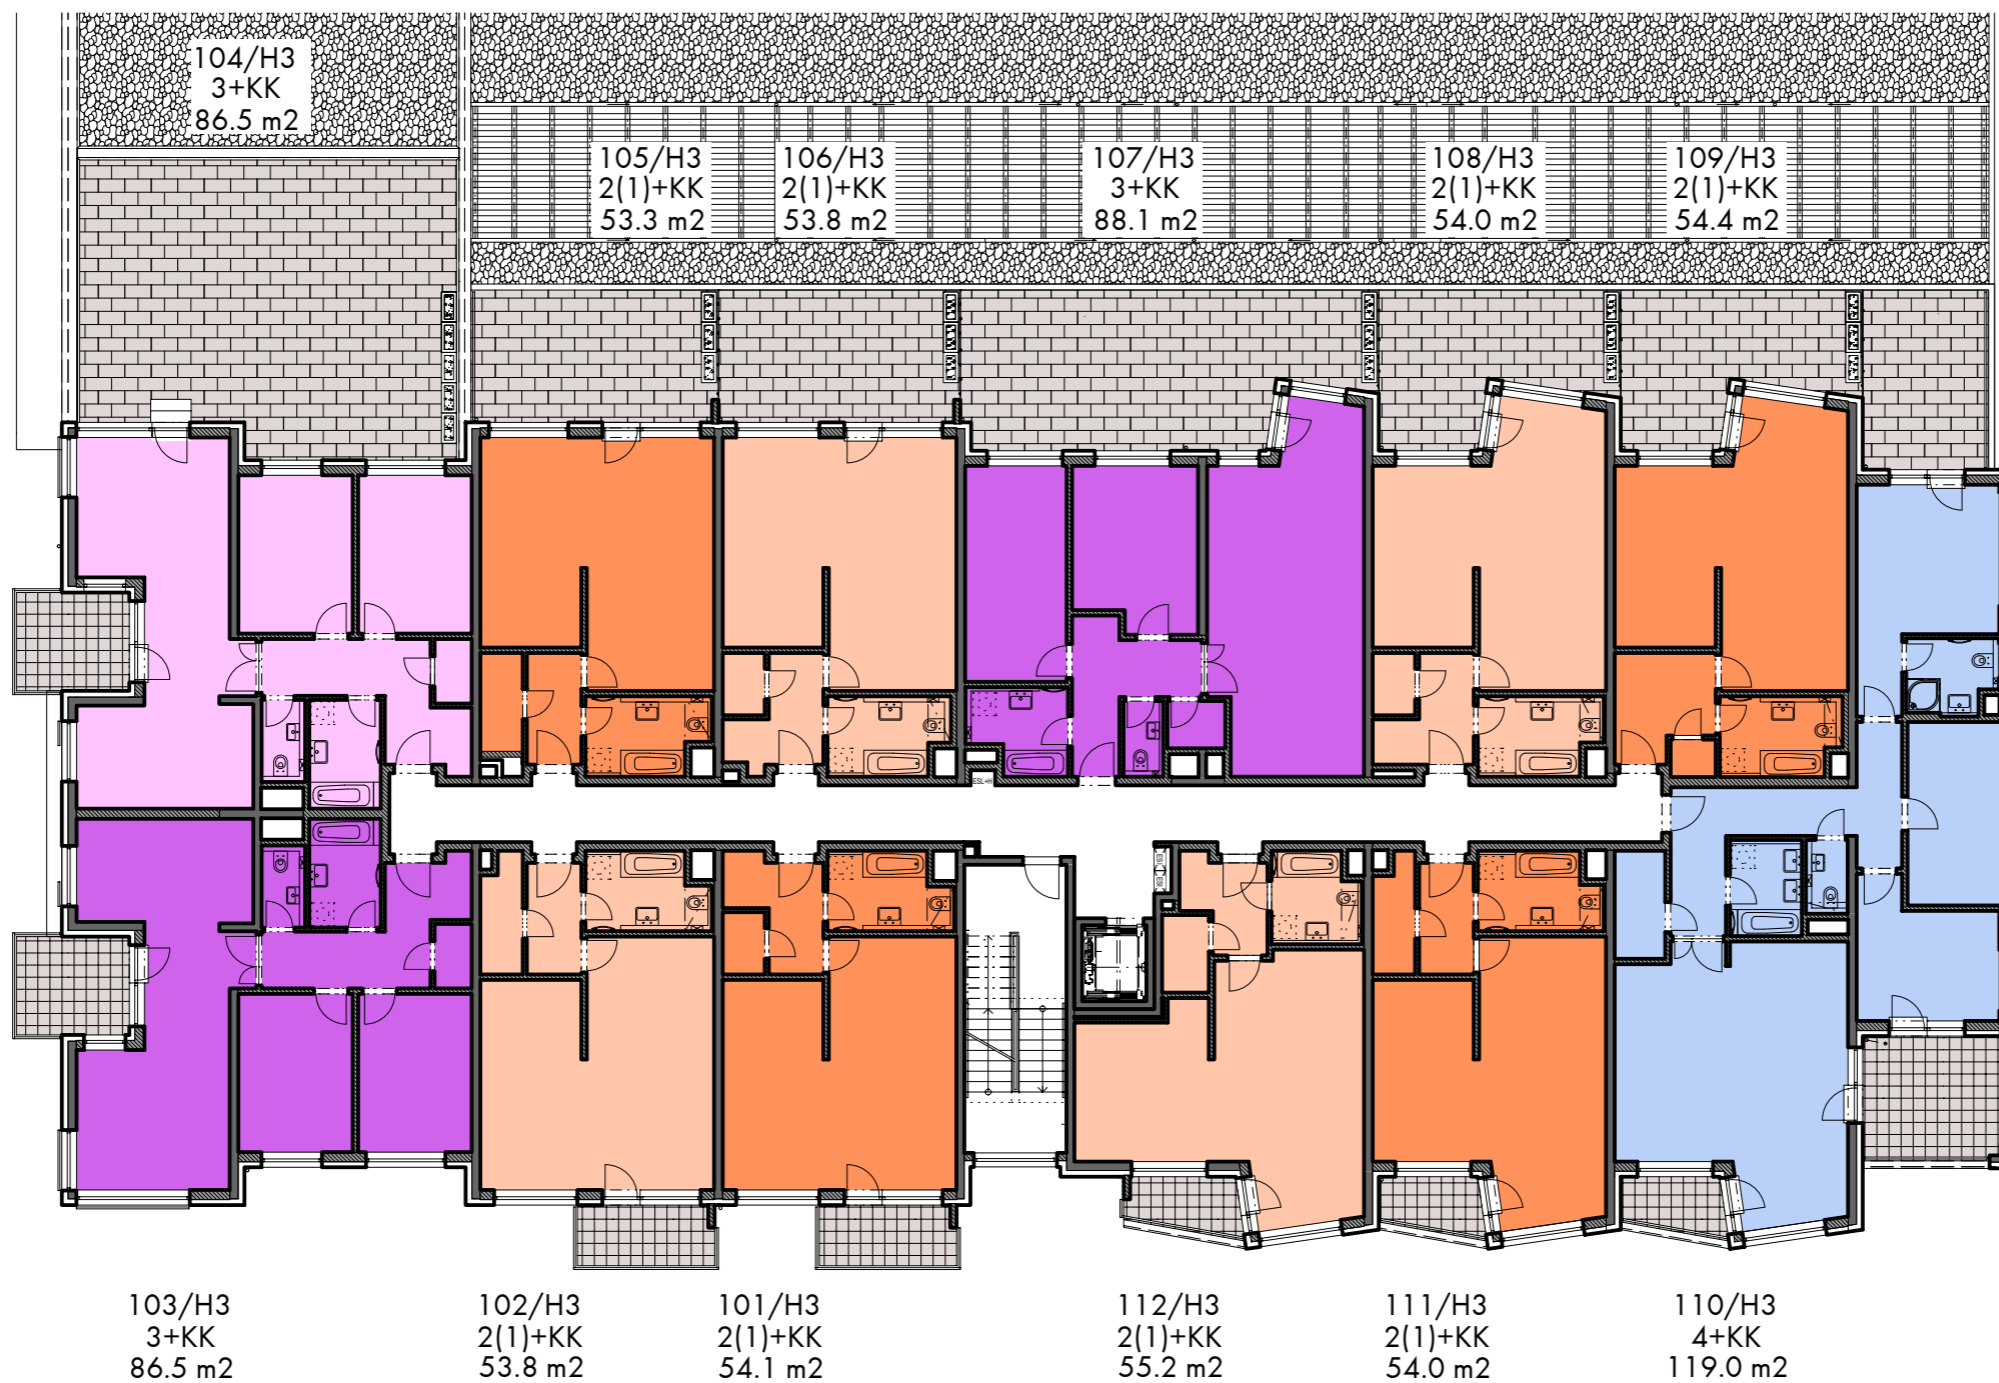 104/H3
3+KK
86.5 m2
105/H3
2(1)+KK
53.3 m2
106/H3
2(1)+KK
53.8 m2
107/H3
3+KK
88.1 m2
108/H3
2(1)+KK
54.0 m2
109/H3
2(1)+KK
54.4 m2
103/H3
3+KK
86.5 m2
102/H3
2(1)+KK
53.8 m2
101/H3
2(1)+KK
54.1 m2
112/H3
2(1)+KK
55.2 m2
111/H3
2(1)+KK
54.0 m2
110/H3
4+KK
119.0 m2